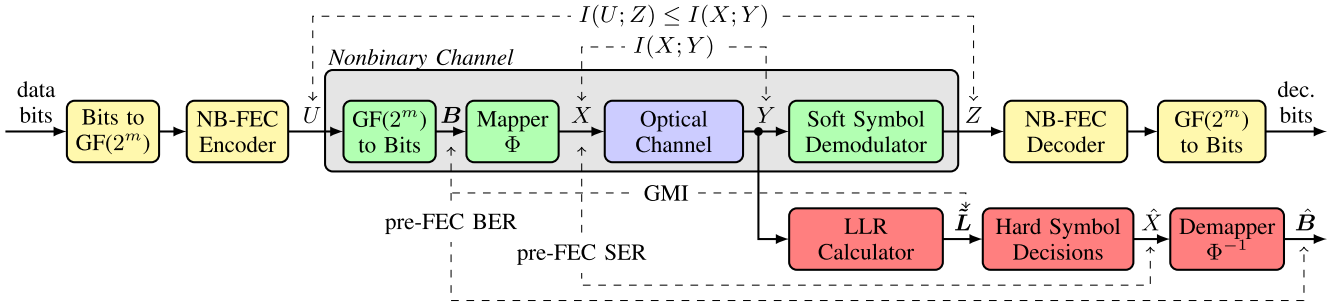 I(U; Z) ≤ I(X; Y)
I(X; Y)
Nonbinary Channel
data
bits
Bits to
GF(2^m)
NB-FEC
Encoder
U
GF(2^m)
to Bits
B
Mapper
Φ
X
Optical
Channel
Y
Soft Symbol
Demodulator
Z
NB-FEC
Decoder
GF(2^m)
to Bits
dec.
bits
GMI
pre-FEC BER
pre-FEC SER
LLR
Calculator
L̃
Hard Symbol
Decisions
X̂
Demapper
Φ⁻¹
B̂